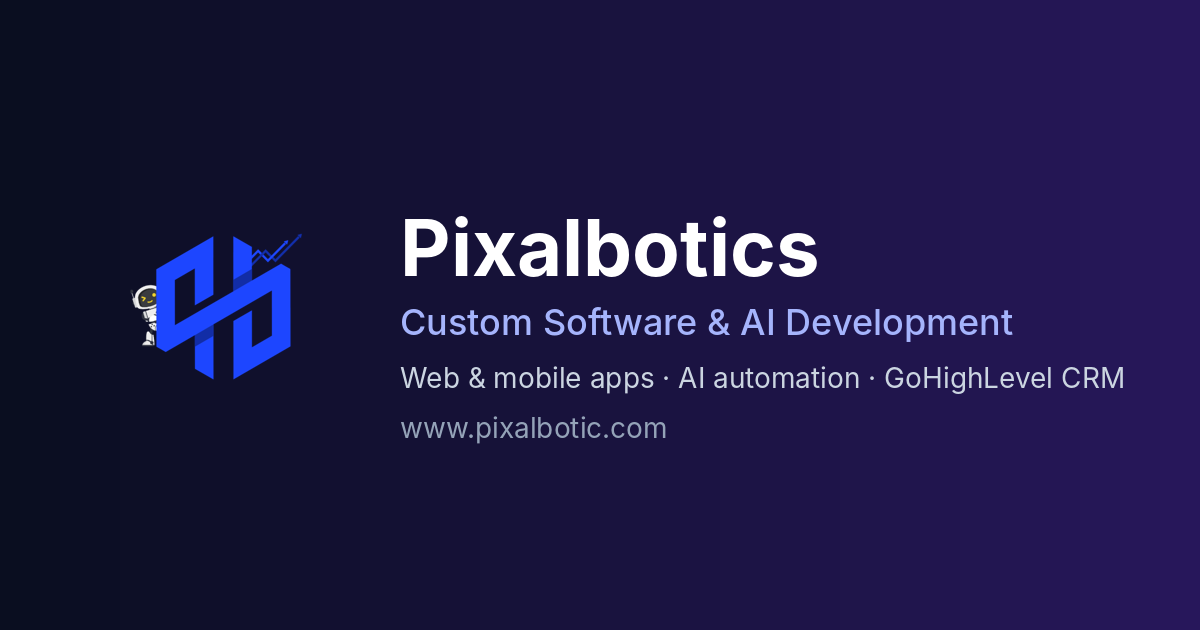 Pixalbotics
Custom Software & AI Development
Web & mobile apps · AI automation · GoHighLevel CRM
www.pixalbotic.com